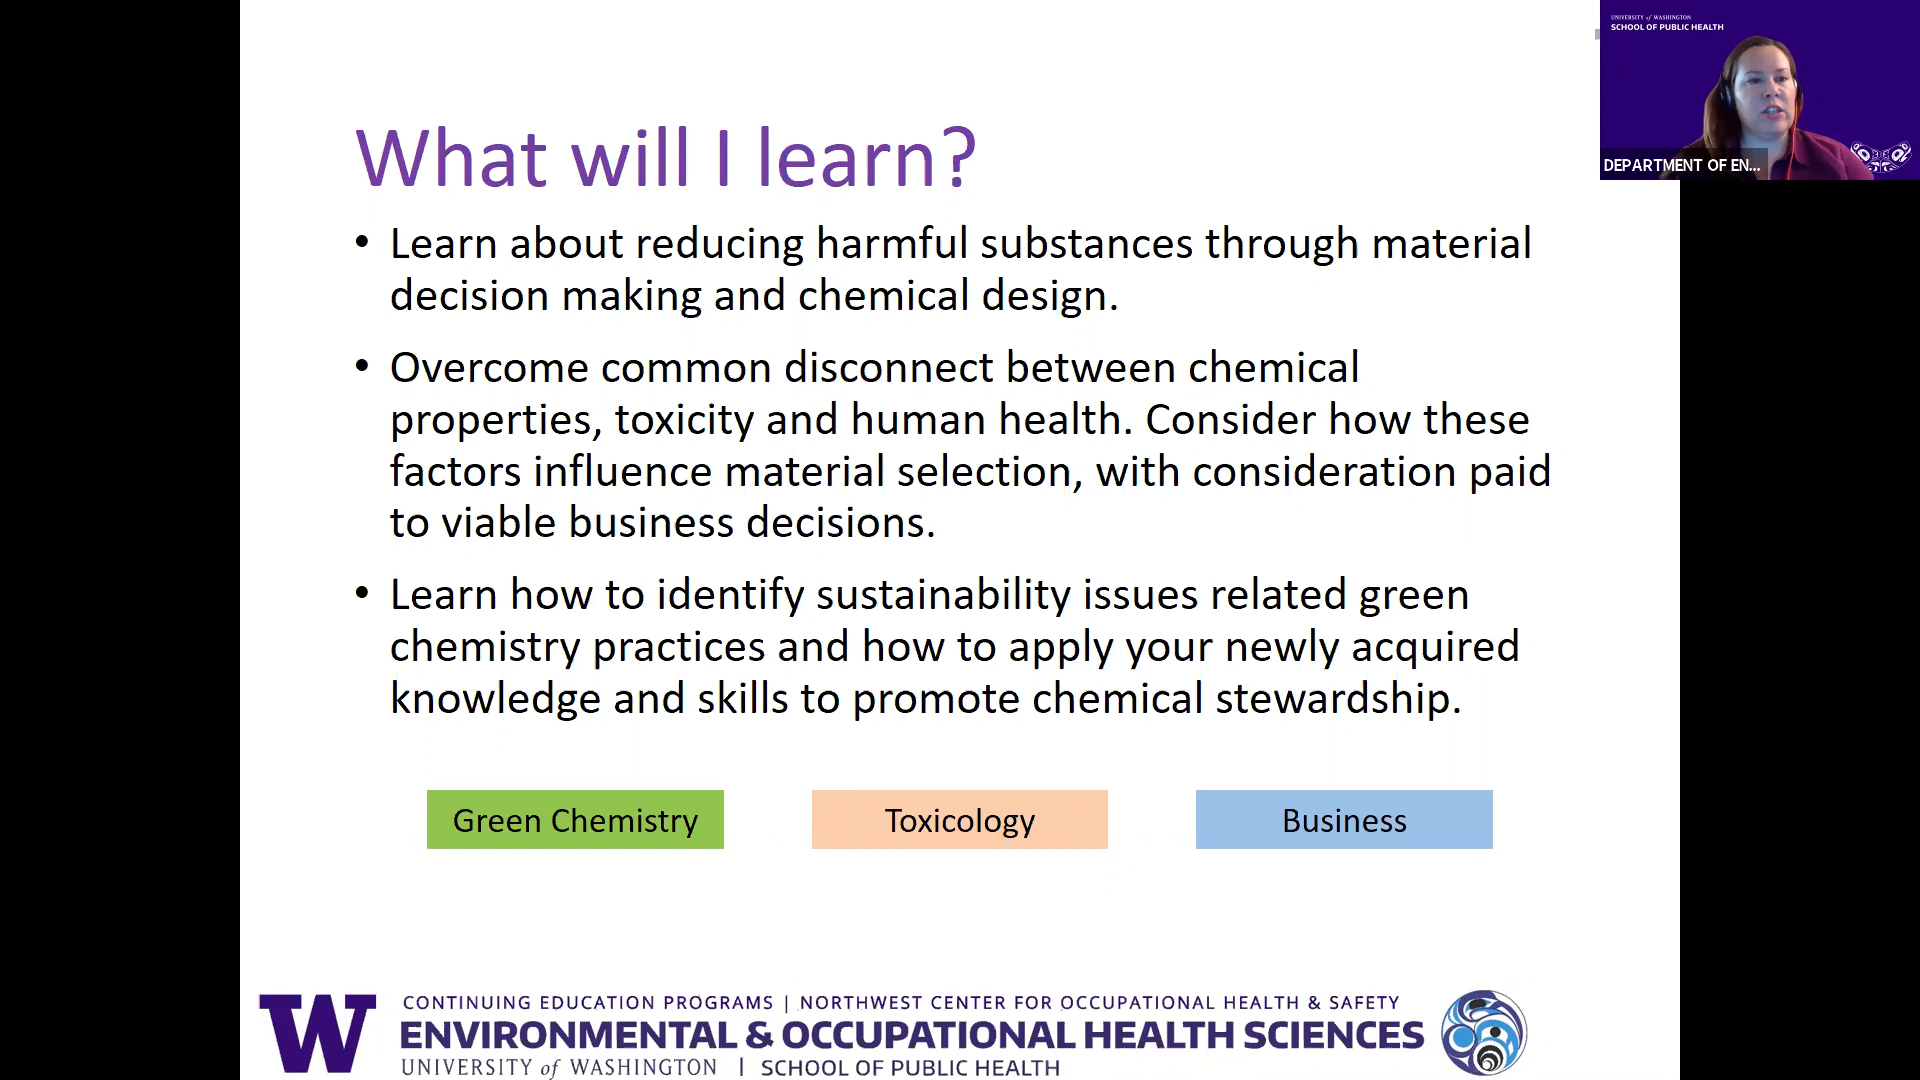 UNIVERSITY of WASHINGTON
SCHOOL OF PUBLIC HEALTH
DEPARTMENT OF EN...
What will I learn?
• Learn about reducing harmful substances through material
decision making and chemical design.
• Overcome common disconnect between chemical
properties, toxicity and human health. Consider how these
factors influence material selection, with consideration paid
to viable business decisions.
• Learn how to identify sustainability issues related green
chemistry practices and how to apply your newly acquired
knowledge and skills to promote chemical stewardship.
Green Chemistry
Toxicology
Business
W
CONTINUING EDUCATION PROGRAMS | NORTHWEST CENTER FOR OCCUPATIONAL HEALTH & SAFETY
ENVIRONMENTAL & OCCUPATIONAL HEALTH SCIENCES
UNIVERSITY of WASHINGTON | SCHOOL OF PUBLIC HEALTH